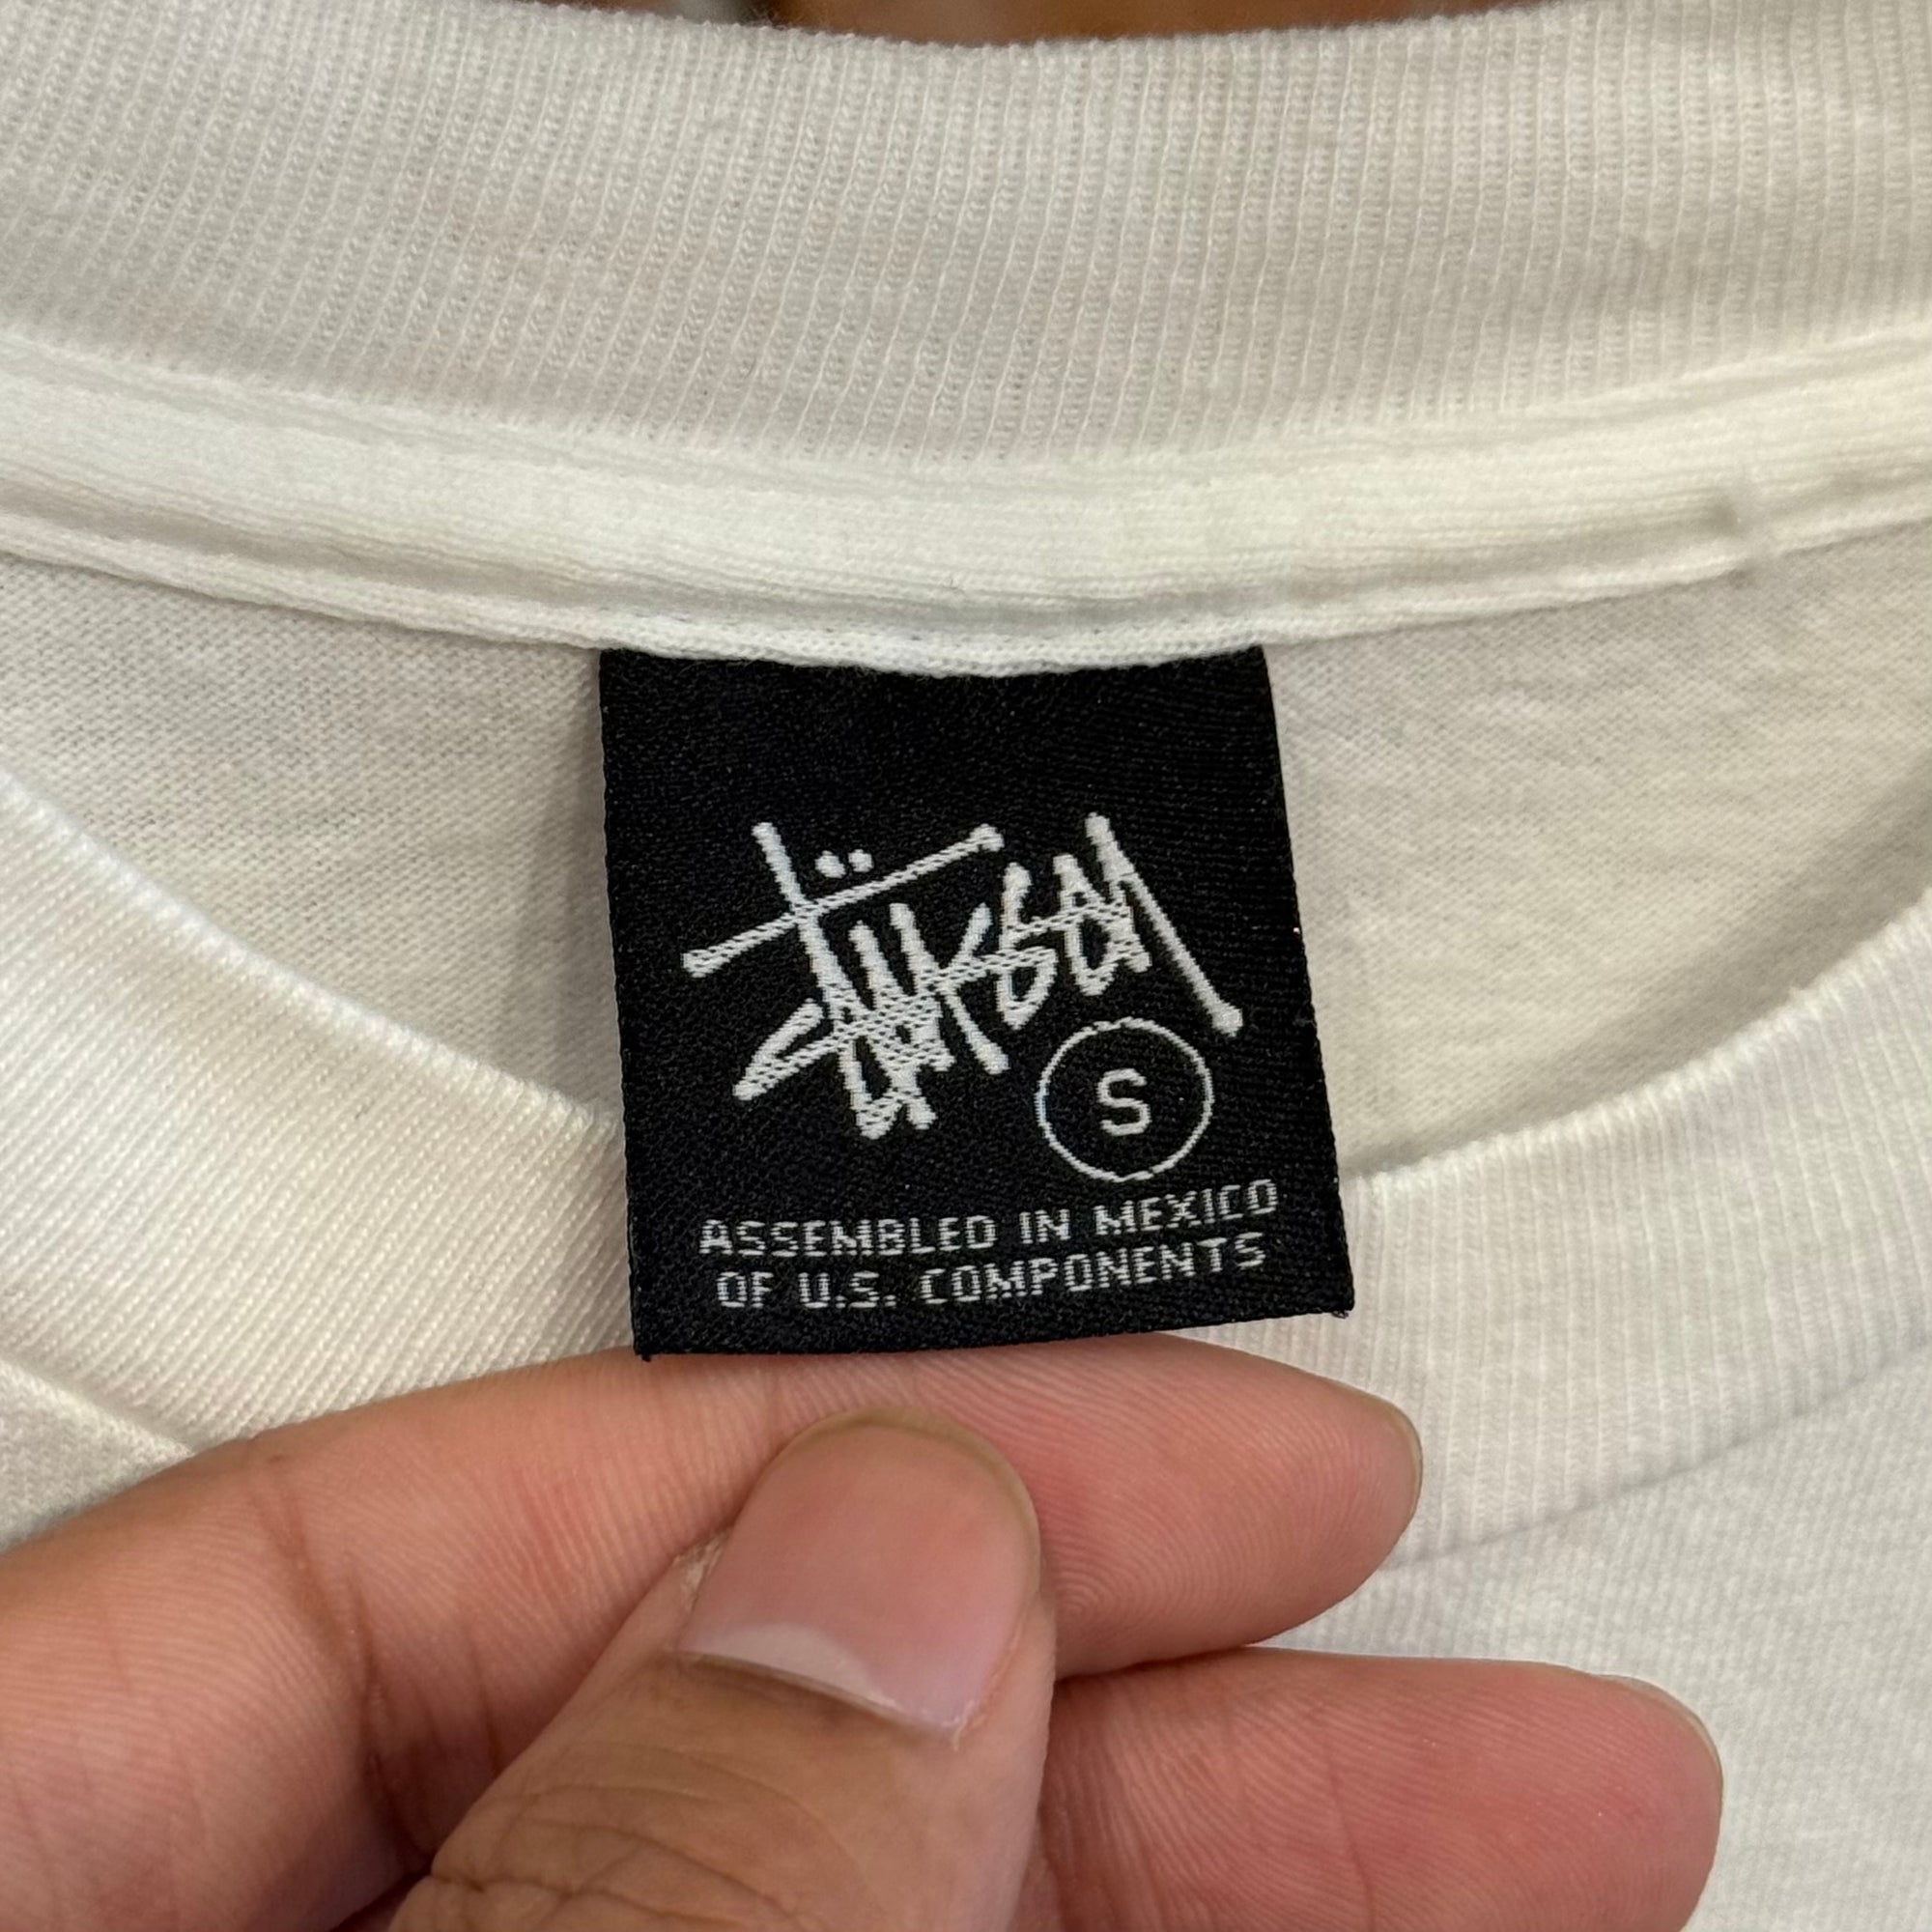 Stüssy
S
ASSEMBLED IN MEXICO
OF U.S. COMPONENTS